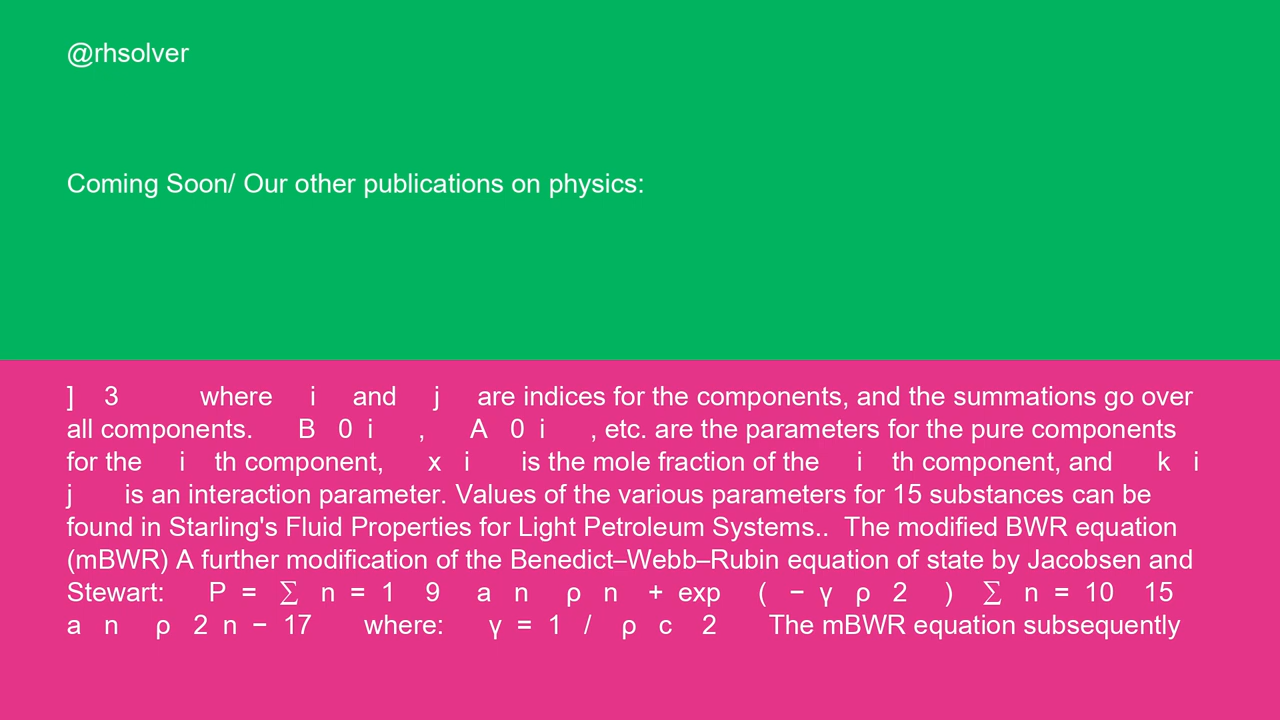 @rhsolver
Coming Soon/ Our other publications on physics:
] 3 where i and j are indices for the components, and the summations go over
all components. B 0 i , A 0 i , etc. are the parameters for the pure components
for the i th component, x i is the mole fraction of the i th component, and k i
j is an interaction parameter. Values of the various parameters for 15 substances can be
found in Starling's Fluid Properties for Light Petroleum Systems.. The modified BWR equation
(mBWR) A further modification of the Benedict–Webb–Rubin equation of state by Jacobsen and
Stewart: P = ∑ n = 1 9 a n ρ n + exp ( − γ ρ 2 ) ∑ n = 10 15
a n ρ 2 n − 17 where: γ = 1 / ρ c 2 The mBWR equation subsequently